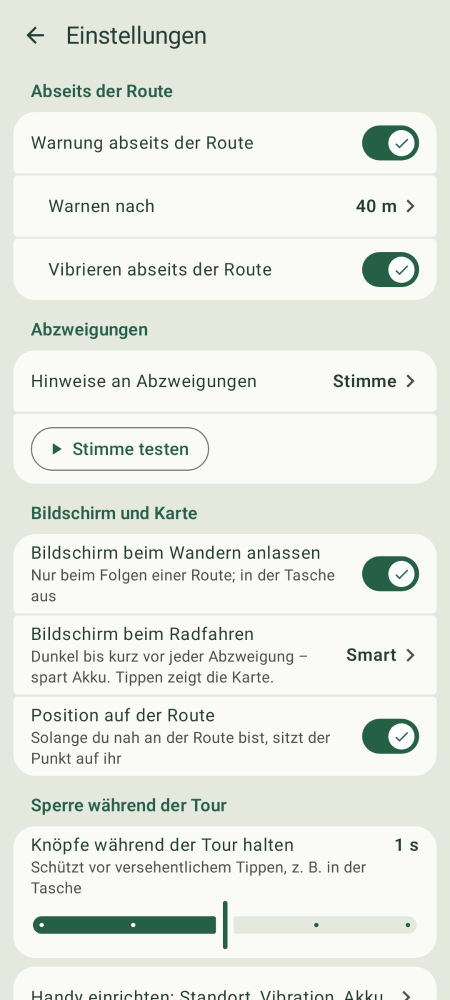 Einstellungen
Abseits der Route
Warnung abseits der Route
Warnen nach 40 m
Vibrieren abseits der Route
Abzweigungen
Hinweise an Abzweigungen Stimme
Stimme testen
Bildschirm und Karte
Bildschirm beim Wandern anlassen
Nur beim Folgen einer Route; in der Tasche
aus
Bildschirm beim Radfahren
Dunkel bis kurz vor jeder Abzweigung –
spart Akku. Tippen zeigt die Karte.
Smart
Position auf der Route
Solange du nah an der Route bist, sitzt der
Punkt auf ihr
Sperre während der Tour
Knöpfe während der Tour halten 1 s
Schützt vor versehentlichem Tippen, z. B. in der
Tasche
Handy einrichten: Standort, Vibration, Akku